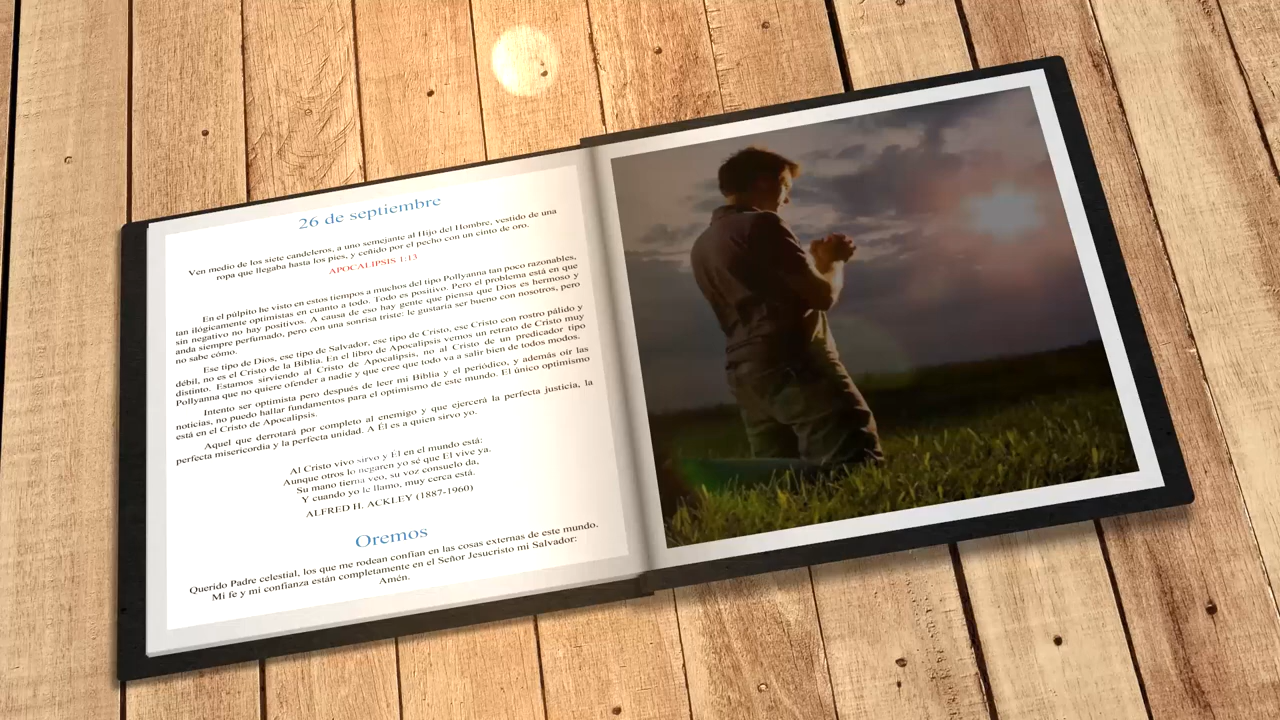 26 de septiembre
Ven medio de los siete candeleros, a uno semejante al Hijo del Hombre, vestido de una
ropa que llegaba hasta los pies, y ceñido por el pecho con un cinto de oro.
APOCALIPSIS 1:13
En el púlpito he visto en estos tiempos a muchos del tipo Pollyanna tan poco razonables,
tan ilógicamente optimistas en cuanto a todo. Todo es positivo. Pero el problema está en que
sin negativo no hay positivos. A causa de eso hay gente que piensa que Dios es hermoso y
anda siempre perfumado, pero con una sonrisa triste: le gustaría ser bueno con nosotros, pero
no sabe cómo.
Ese tipo de Dios, ese tipo de Salvador, ese tipo de Cristo, ese Cristo con rostro pálido y
débil, no es el Cristo de la Biblia. En el libro de Apocalipsis vemos un retrato de Cristo muy
distinto. Estamos sirviendo al Cristo de Apocalipsis, no al Cristo de un predicador tipo
Pollyanna que no quiere ofender a nadie y que cree que todo va a salir bien de todos modos.
Intento ser optimista pero después de leer mi Biblia y el periódico, y además oír las
noticias, no puedo hallar fundamentos para el optimismo de este mundo. El único optimismo
está en el Cristo de Apocalipsis.
Aquel que derrotará por completo al enemigo y que ejercerá la perfecta justicia, la
perfecta misericordia y la perfecta unidad. A Él es a quien sirvo yo.
Al Cristo vivo sirvo y Él en el mundo está:
Aunque otros lo negaren yo sé que Él vive ya.
Su mano tierna veo, su voz consuelo da,
Y cuando yo le llamo, muy cerca está.
ALFRED H. ACKLEY (1887-1960)
Oremos
Querido Padre celestial, los que me rodean confian en las cosas externas de este mundo.
Mi fe y mi confianza están completamente en el Señor Jesucristo mi Salvador:
Amén.